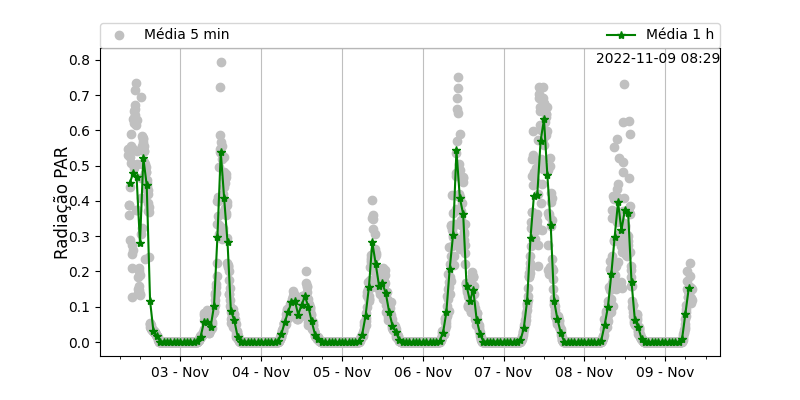 Média 5 min
Média 1 h
2022-11-09 08:29
Radiação PAR
0.8
0.7
0.6
0.5
0.4
0.3
0.2
0.1
0.0
03 - Nov
04 - Nov
05 - Nov
06 - Nov
07 - Nov
08 - Nov
09 - Nov